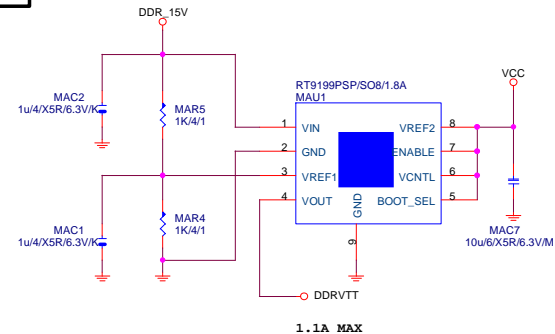 DDR_15V
RT9199PSP/SO8/1.8A
MAU1
VCC
MAC2
1u/4/X5R/6.3V/K
MAR5
1K/4/1
1 VIN VREF2 8
2 GND ENABLE 7
3 VREF1 VCNTL 6
4 VOUT BOOT_SEL 5
GND
9
MAC1
1u/4/X5R/6.3V/K
MAR4
1K/4/1
MAC7
10u/6/X5R/6.3V/M
DDRVTT
1.1A MAX